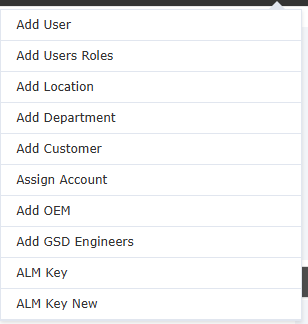 Add User
Add Users Roles
Add Location
Add Department
Add Customer
Assign Account
Add OEM
Add GSD Engineers
ALM Key
ALM Key New